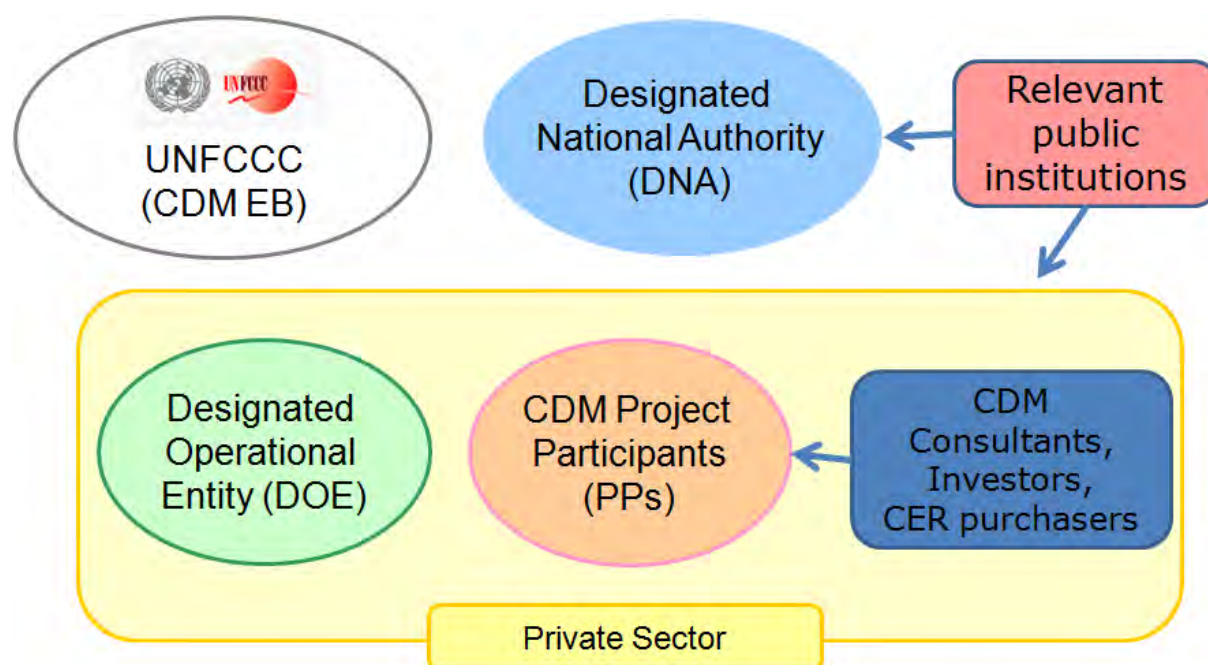 UNFCCC
UNFCCC
(CDM EB)
Designated
National Authority
(DNA)
Relevant
public
institutions
Designated
Operational
Entity (DOE)
CDM Project
Participants
(PPs)
CDM
Consultants,
Investors,
CER purchasers
Private Sector